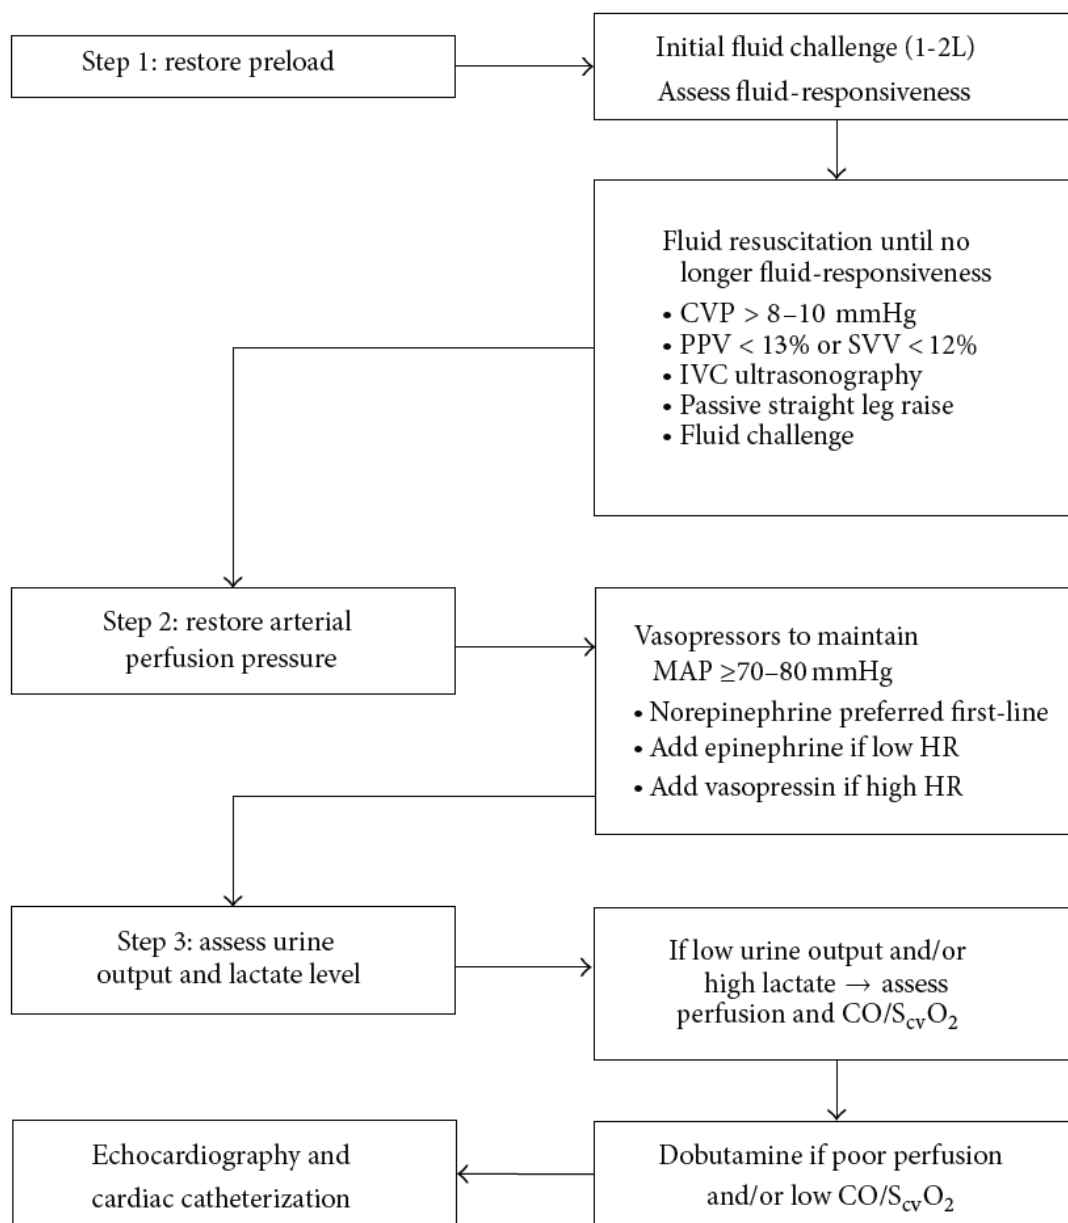 Step 1: restore preload
Initial fluid challenge (1-2L)
Assess fluid-responsiveness
Fluid resuscitation until no
longer fluid-responsiveness
• CVP > 8–10 mmHg
• PPV < 13% or SVV < 12%
• IVC ultrasonography
• Passive straight leg raise
• Fluid challenge
Step 2: restore arterial
perfusion pressure
Vasopressors to maintain
MAP ≥70–80 mmHg
• Norepinephrine preferred first-line
• Add epinephrine if low HR
• Add vasopressin if high HR
Step 3: assess urine
output and lactate level
If low urine output and/or
high lactate → assess
perfusion and CO/ScvO2
Dobutamine if poor perfusion
and/or low CO/ScvO2
Echocardiography and
cardiac catheterization